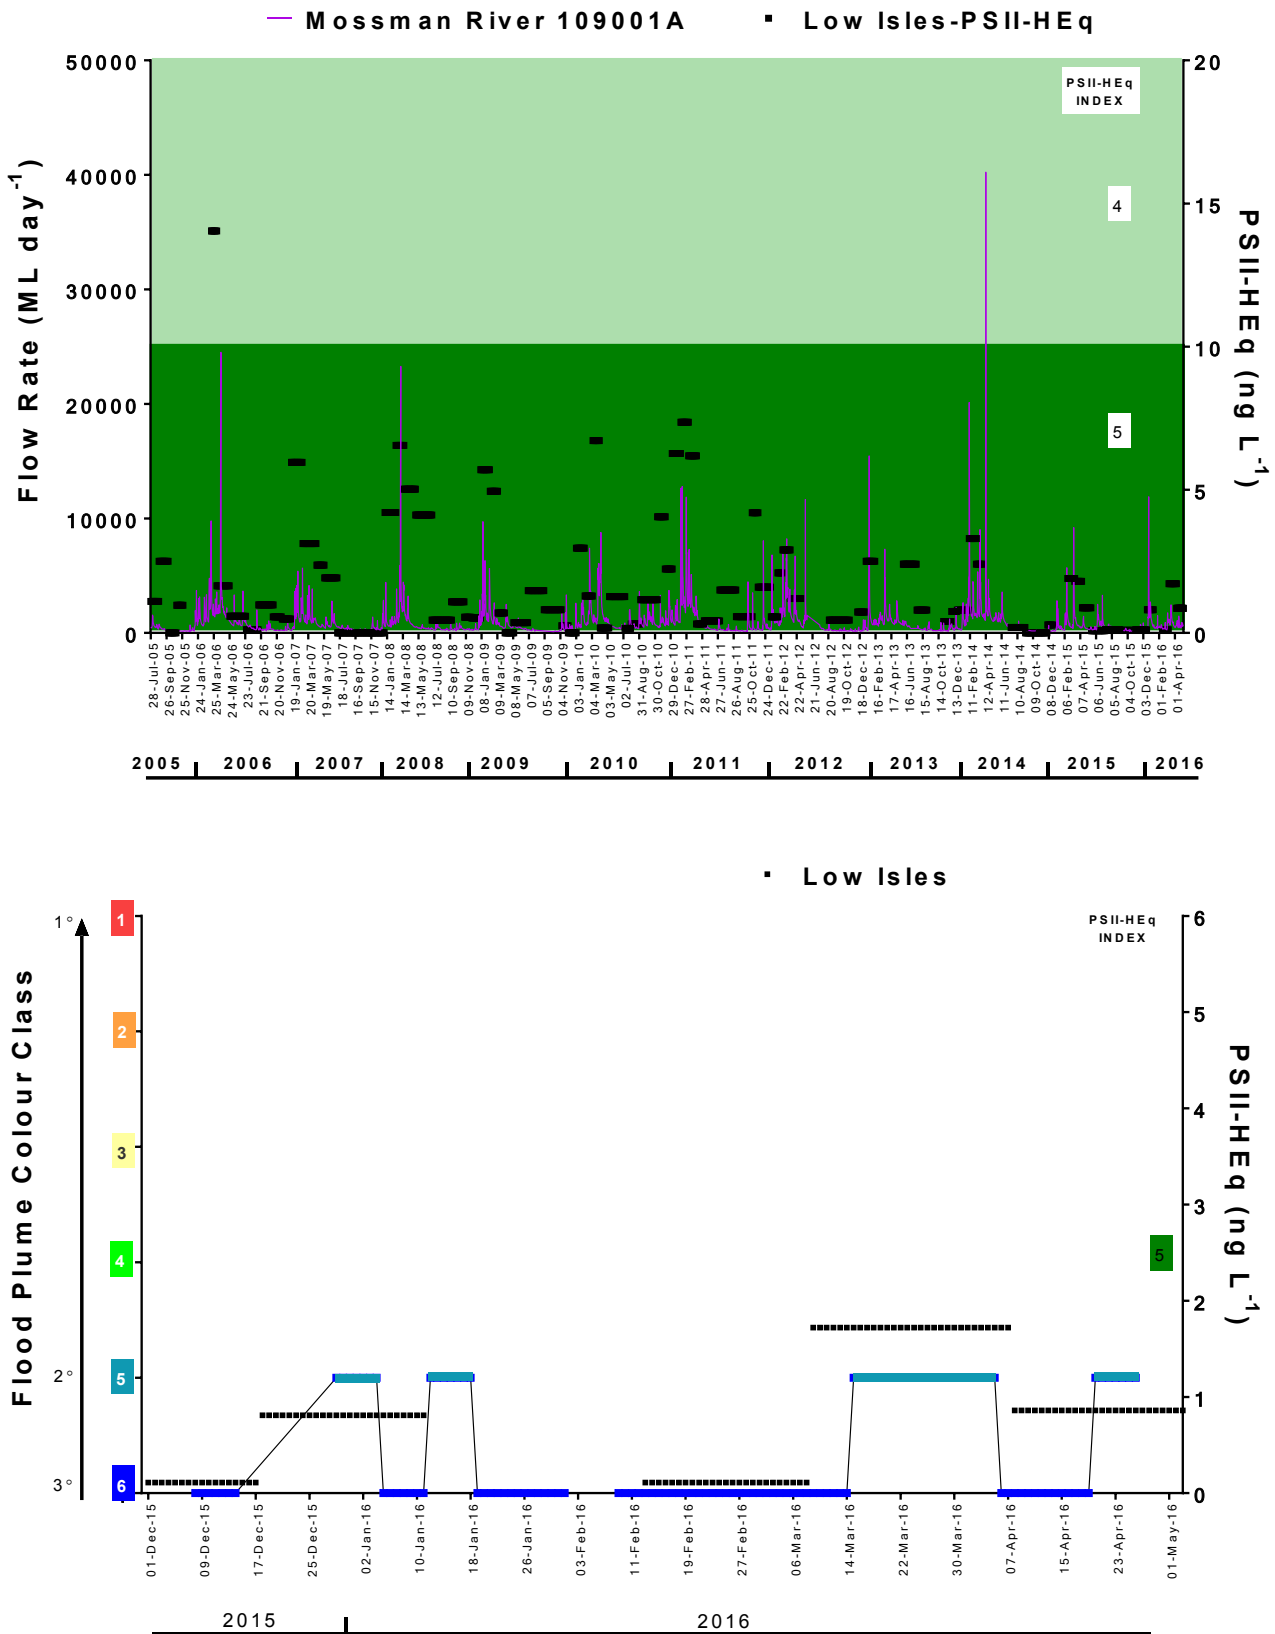 Mossman River 109001A
Low Isles-PSII-HEq
50000
40000
30000
20000
10000
0
Flow Rate (ML day-1)
20
15
10
5
0
PSII-HEq (ng L-1)
PSII-HEq
INDEX
4
5
28-Jul-05
26-Sep-05
25-Nov-05
24-Jan-06
25-Mar-06
24-May-06
23-Jul-06
21-Sep-06
20-Nov-06
19-Jan-07
20-Mar-07
19-May-07
18-Jul-07
16-Sep-07
15-Nov-07
14-Jan-08
14-Mar-08
13-May-08
12-Jul-08
10-Sep-08
09-Nov-08
08-Jan-09
09-Mar-09
08-May-09
07-Jul-09
05-Sep-09
04-Nov-09
03-Jan-10
04-Mar-10
03-May-10
02-Jul-10
31-Aug-10
30-Oct-10
29-Dec-10
27-Feb-11
28-Apr-11
27-Jun-11
26-Aug-11
25-Oct-11
24-Dec-11
22-Feb-12
22-Apr-12
21-Jun-12
20-Aug-12
19-Oct-12
18-Dec-12
16-Feb-13
17-Apr-13
16-Jun-13
15-Aug-13
14-Oct-13
13-Dec-13
11-Feb-14
12-Apr-14
11-Jun-14
10-Aug-14
09-Oct-14
08-Dec-14
06-Feb-15
07-Apr-15
06-Jun-15
05-Aug-15
04-Oct-15
03-Dec-15
01-Feb-16
01-Apr-16
2005 2006 2007 2008 2009 2010 2011 2012 2013 2014 2015 2016
Low Isles
1°
2°
3°
1
2
3
4
5
6
Flood Plume Colour Class
6
5
4
3
2
1
0
PSII-HEq (ng L-1)
PSII-HEq
INDEX
5
01-Dec-15
09-Dec-15
17-Dec-15
25-Dec-15
02-Jan-16
10-Jan-16
18-Jan-16
26-Jan-16
03-Feb-16
11-Feb-16
19-Feb-16
27-Feb-16
06-Mar-16
14-Mar-16
22-Mar-16
30-Mar-16
07-Apr-16
15-Apr-16
23-Apr-16
01-May-16
2015 2016